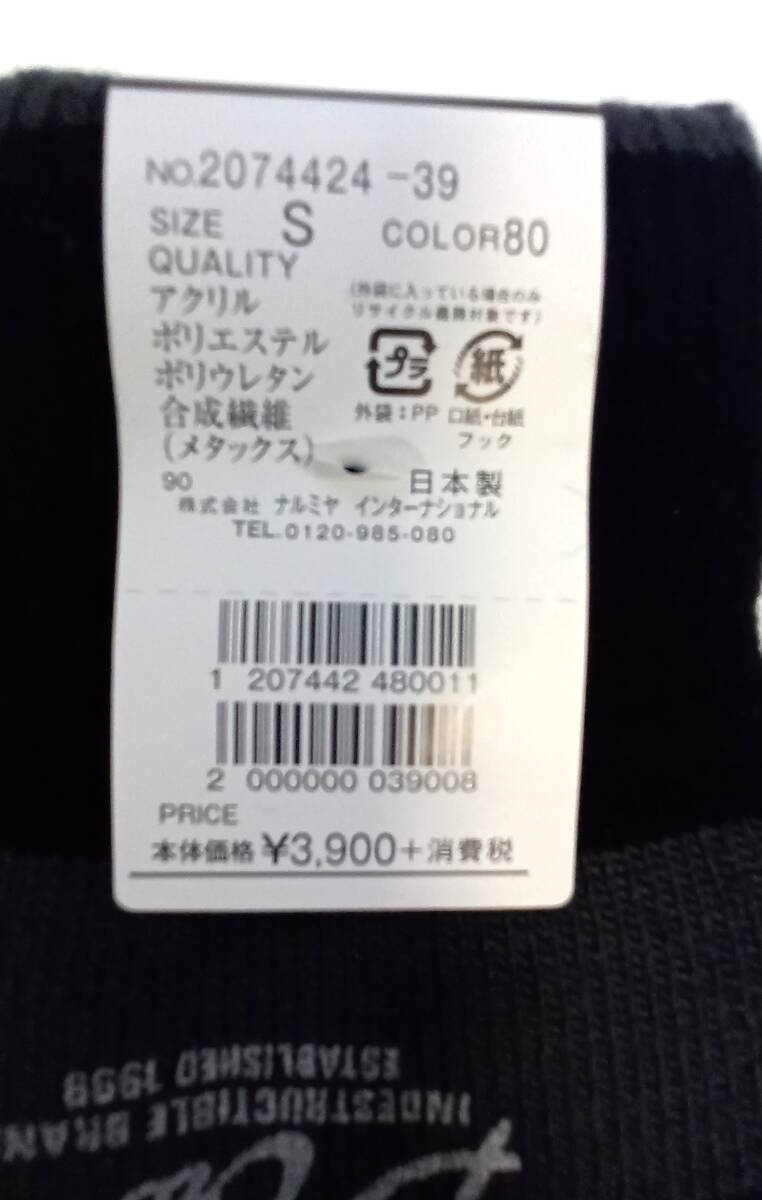 NO.2074424-39
SIZE S COLOR80
QUALITY
アクリル
ポリエステル
ポリウレタン
合成繊維
(メタックス)
(外袋に入っている場合のみ
リサイクル義務対象です)
プラ 紙
外袋:PP 口紙・台紙
フック
90 日本製
株式会社 ナルミヤ インターナショナル
TEL.0120-985-080
1 207442 480011
2 000000 039008
PRICE
本体価格 ¥3,900+消費税
ESTABLISHED 1959
INDESTRUCTIBLE